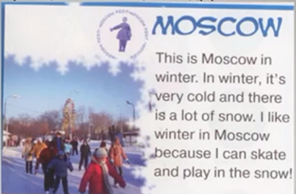 MOSCOW
This is Moscow in
winter. In winter, it's
very cold and there
is a lot of snow. I like
winter in Moscow
because I can skate
and play in the snow!